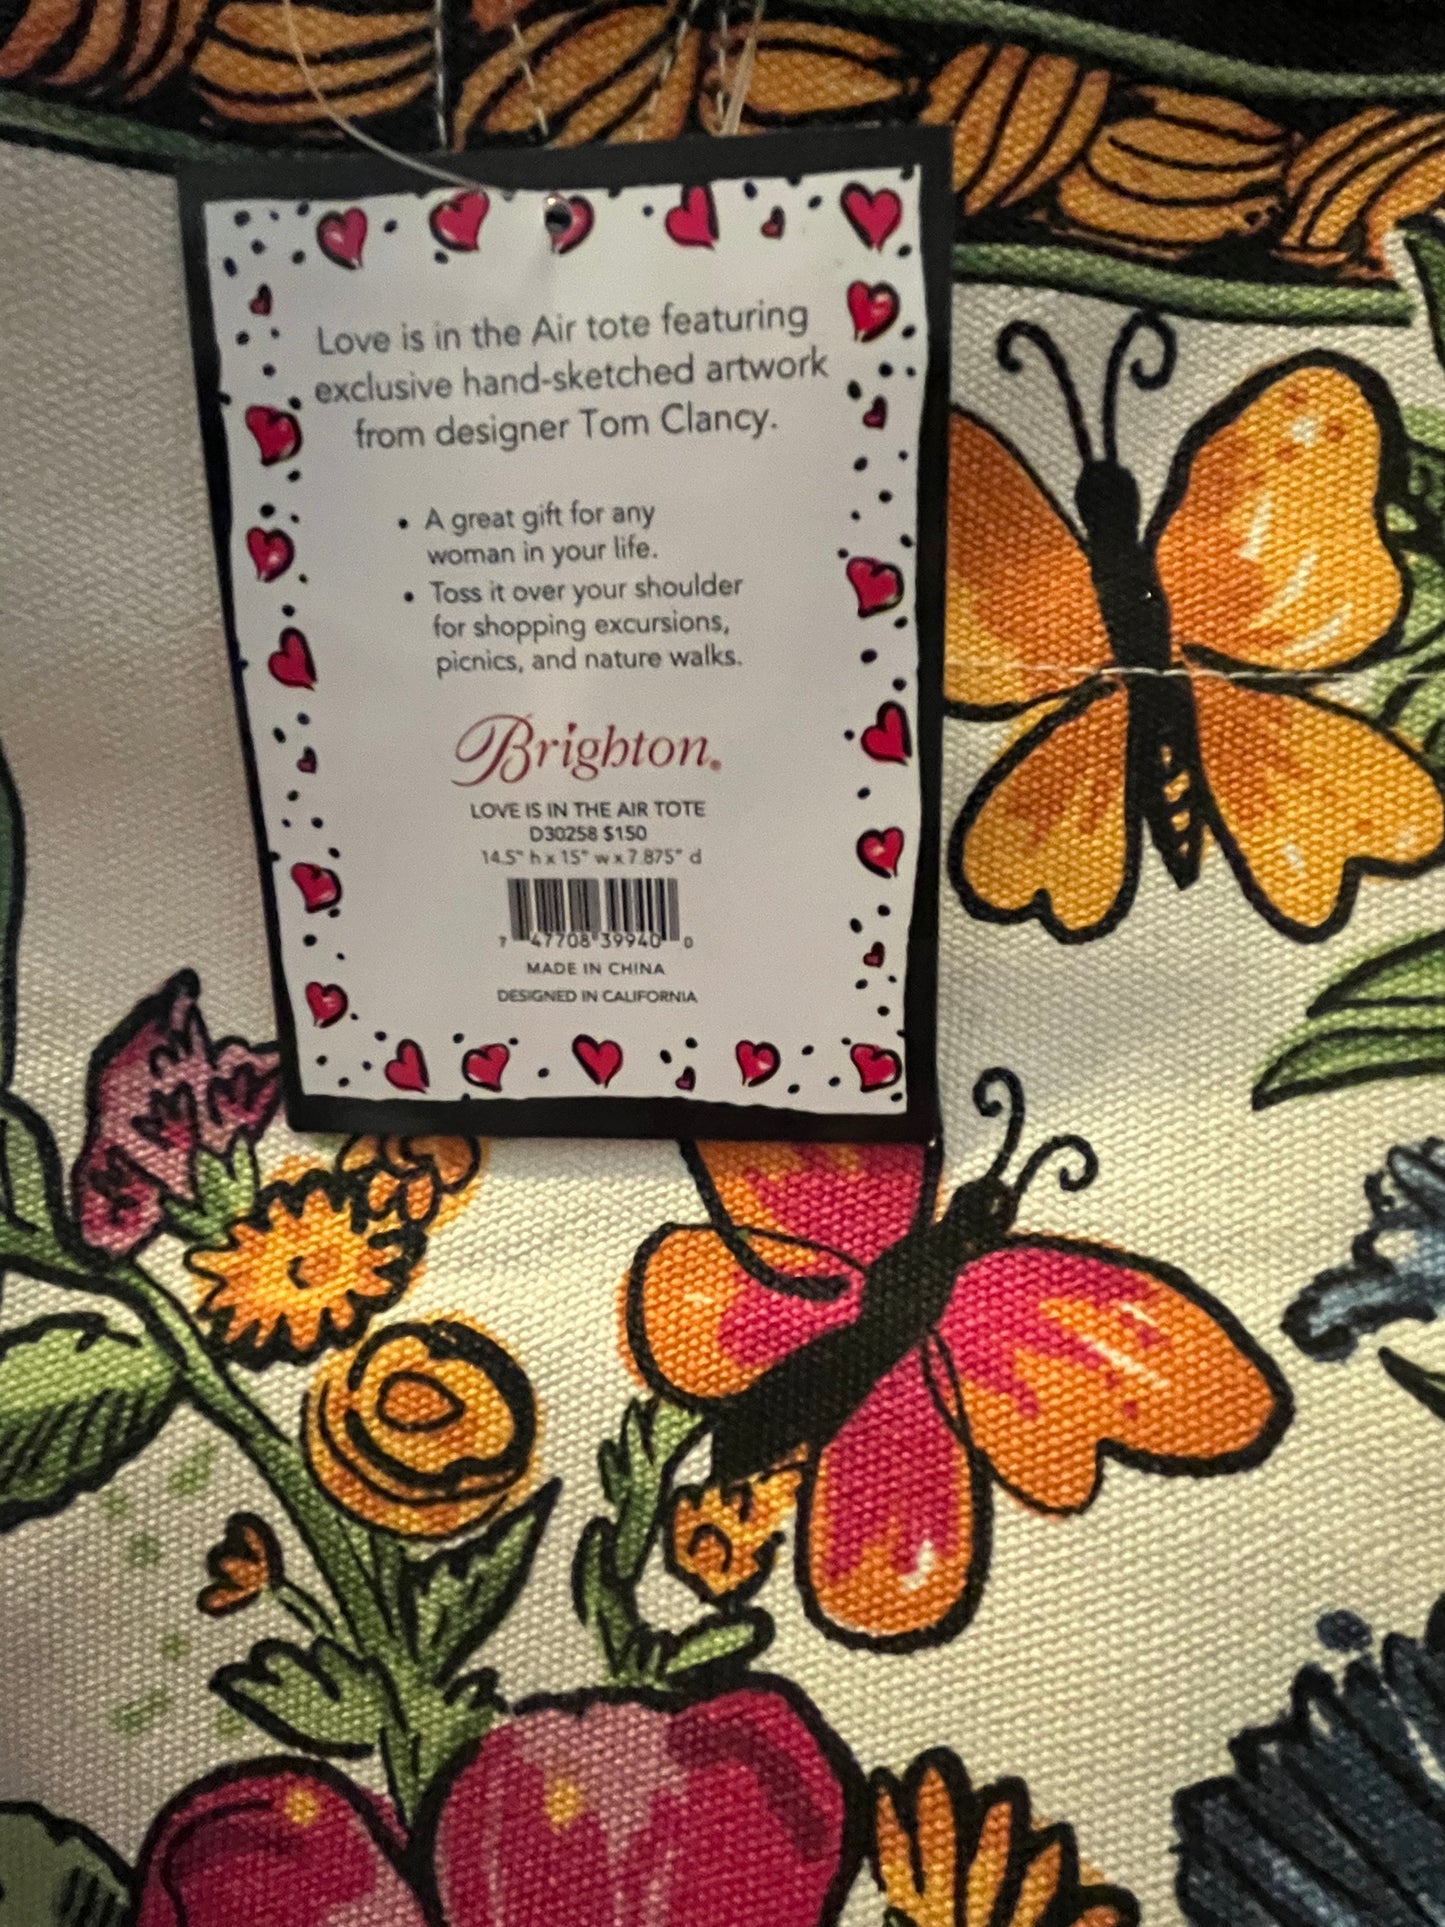 Love is in the Air tote featuring
exclusive hand-sketched artwork
from designer Tom Clancy.
• A great gift for any
woman in your life.
• Toss it over your shoulder
for shopping excursions,
picnics, and nature walks.
Brighton®
LOVE IS IN THE AIR TOTE
D30258 $150
14.5" h x 15" w x 7.875" d
7 47708 39940 0
MADE IN CHINA
DESIGNED IN CALIFORNIA